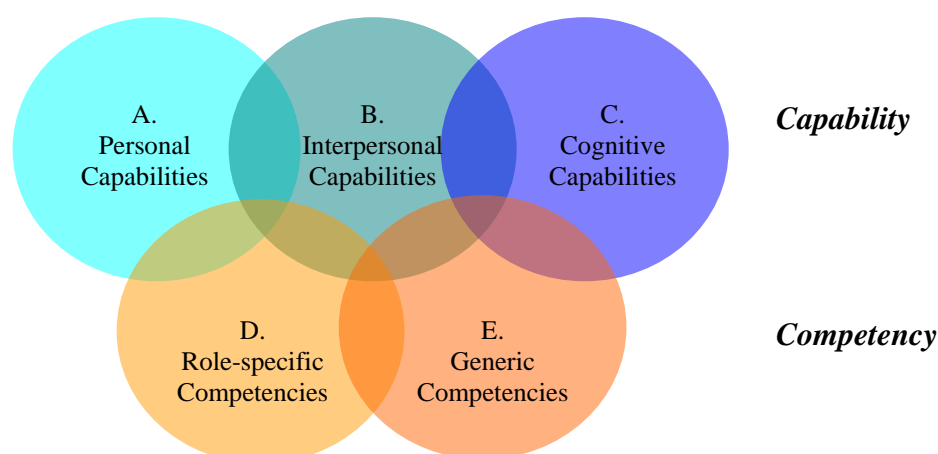 A.
Personal
Capabilities
B.
Interpersonal
Capabilities
C.
Cognitive
Capabilities
Capability
D.
Role-specific
Competencies
E.
Generic
Competencies
Competency